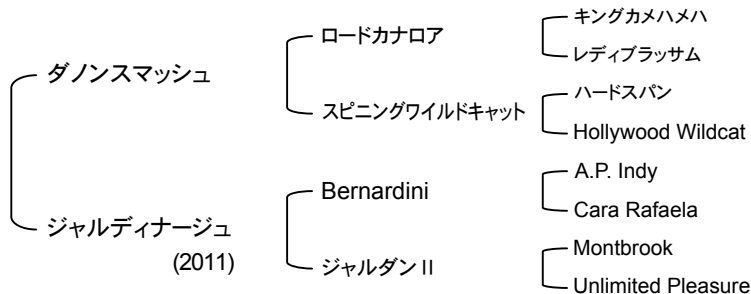 ダノンスマッシュ
ロードカナロア
キングカメハメハ
レディブラッサム
スピニングワイルドキャット
ハードスパン
Hollywood Wildcat
ジャルディナージュ
(2011)
Bernardini
A.P. Indy
Cara Rafaela
ジャルダンⅡ
Montbrook
Unlimited Pleasure